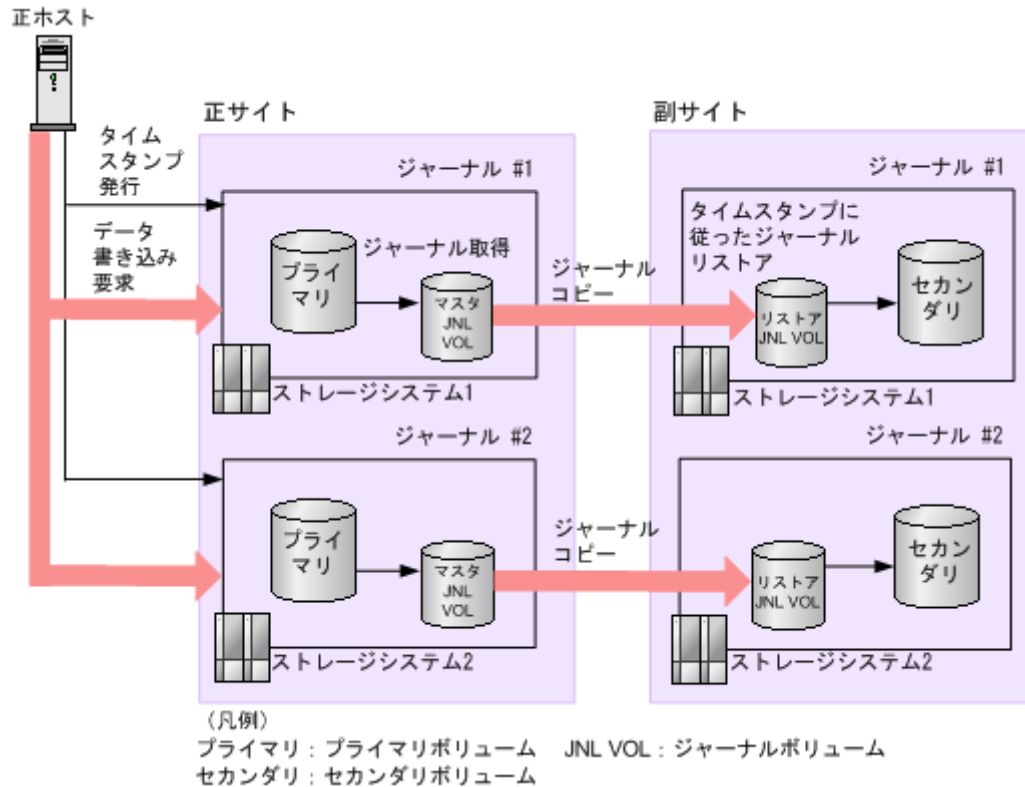 正ホスト
正サイト
副サイト
タイム
スタンプ
発行
データ
書き込み
要求
ジャーナル #1
プライ
マリ
ジャーナル取得
マスタ
JNL
VOL
ストレージシステム1
ジャーナル
コピー
ジャーナル #1
タイムスタンプに
従ったジャーナル
リストア
リストア
JNL VOL
セカン
ダリ
ストレージシステム1
ジャーナル #2
プライ
マリ
マスタ
JNL
VOL
ストレージシステム2
ジャーナル
コピー
ジャーナル #2
リストア
JNL VOL
セカン
ダリ
ストレージシステム2
（凡例）
プライマリ：プライマリボリューム JNL VOL：ジャーナルボリューム
セカンダリ：セカンダリボリューム